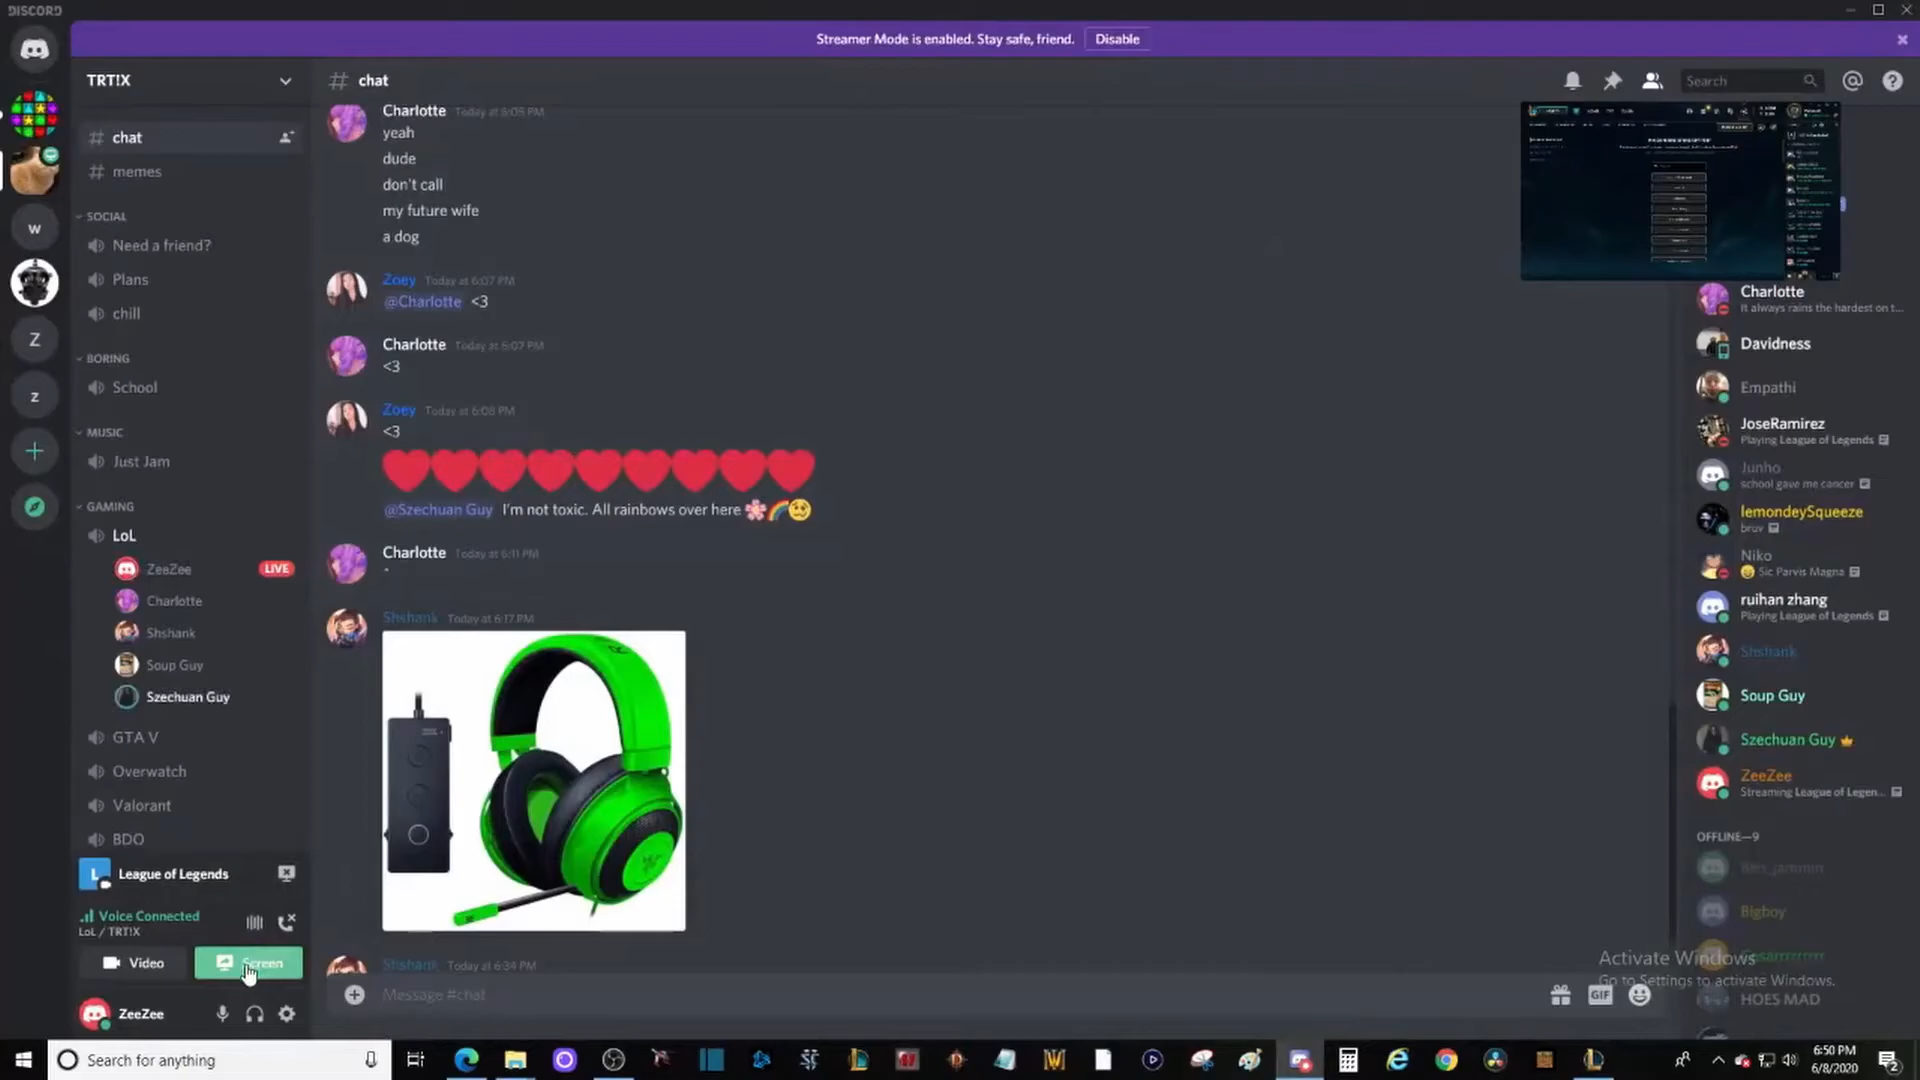 DISCORD
Streamer Mode is enabled. Stay safe, friend.
Disable
TRT!X
# chat
Search
# chat
# memes
SOCIAL
Need a friend?
Plans
chill
BORING
School
MUSIC
Just Jam
GAMING
LoL
ZeeZee
LIVE
Charlotte
Shshank
Soup Guy
Szechuan Guy
GTA V
Overwatch
Valorant
BDO
L
League of Legends
Voice Connected
LoL / TRT!X
Video
Screen
ZeeZee
w
Z
z
Charlotte Today at 6:05 PM
yeah
dude
don't call
my future wife
a dog
Zoey Today at 6:07 PM
@Charlotte <3
Charlotte Today at 6:07 PM
<3
Zoey Today at 6:08 PM
<3
@Szechuan Guy I'm not toxic. All rainbows over here 🌸🌈🥺
Charlotte Today at 6:11 PM
Shshank Today at 6:17 PM
Shshank Today at 6:34 PM
Message #chat
GIF
Charlotte
It always rains the hardest on t...
Davidness
Empathi
JoseRamirez
Playing League of Legends
Junho
school gave me cancer
lemondeySqueeze
bruv
Niko
Sic Parvis Magna
ruihan zhang
Playing League of Legends
Shshank
Soup Guy
Szechuan Guy
ZeeZee
Streaming League of Legen...
OFFLINE—9
Ben_jammin
Bigboy
HOES MAD
Activate Windows
Go to Settings to activate Windows.
Search for anything
6:50 PM
6/8/2020
2